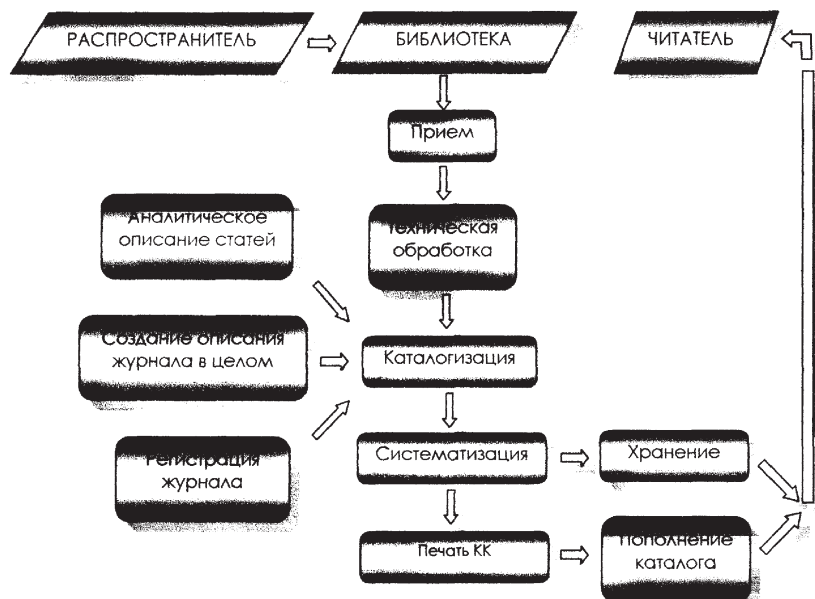 РАСПРОСТРАНИТЕЛЬ
БИБЛИОТЕКА
ЧИТАТЕЛЬ
Прием
Аналитическое
описание статей
Техническая
обработка
Создание описания
журнала в целом
Каталогизация
Регистрация
журнала
Систематизация
Хранение
Печать КК
Пополнение
каталога